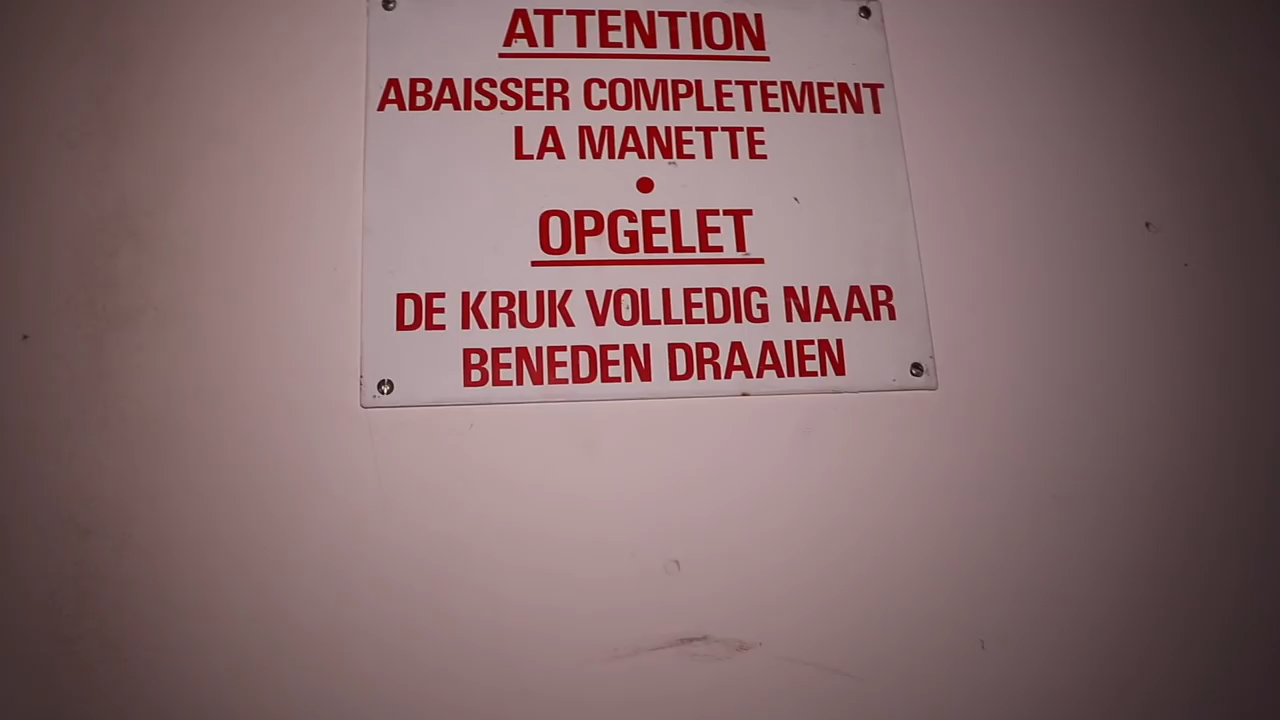 ATTENTION
ABAISSER COMPLETEMENT
LA MANETTE
•
OPGELET
DE KRUK VOLLEDIG NAAR
BENEDEN DRAAIEN